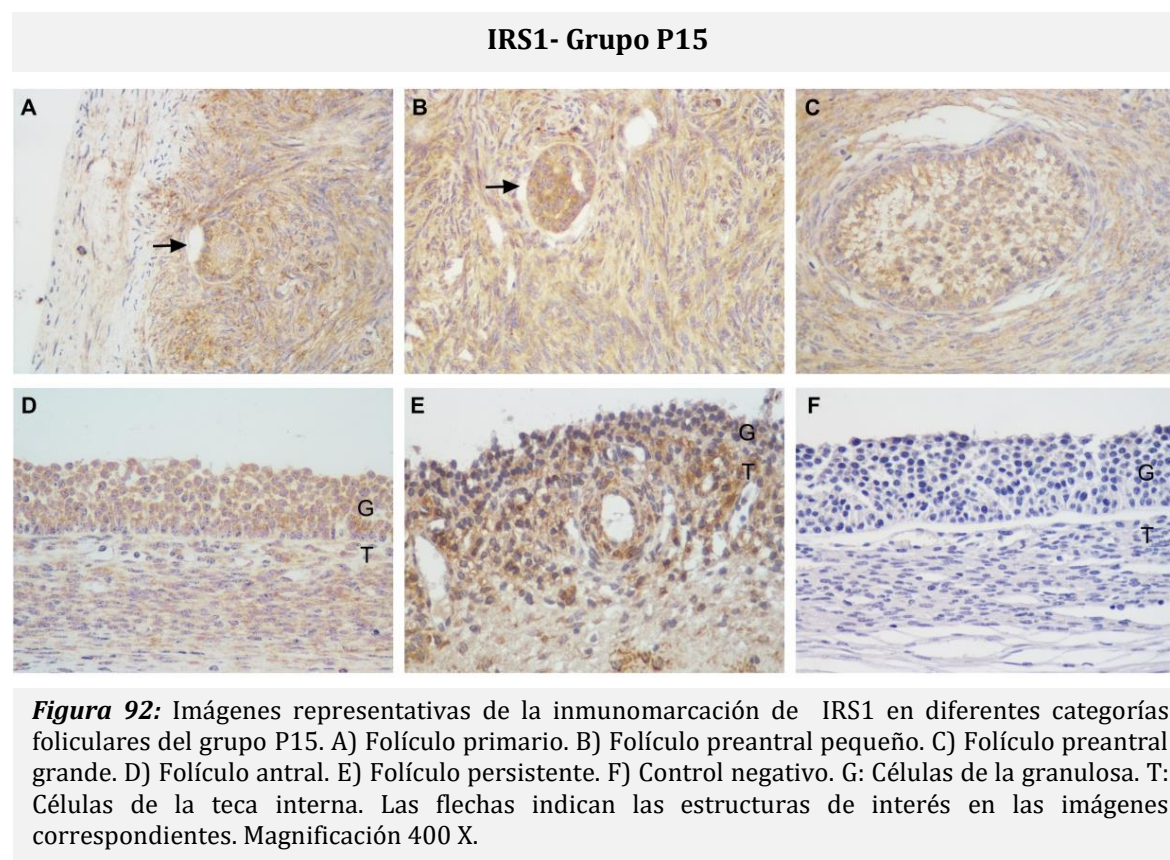 IRS1- Grupo P15
A
B
C
D
G
T
E
G
T
F
G
T
Figura 92: Imágenes representativas de la inmunomarcación de IRS1 en diferentes categorías
foliculares del grupo P15. A) Folículo primario. B) Folículo preantral pequeño. C) Folículo preantral
grande. D) Folículo antral. E) Folículo persistente. F) Control negativo. G: Células de la granulosa. T:
Células de la teca interna. Las flechas indican las estructuras de interés en las imágenes
correspondientes. Magnificación 400 X.